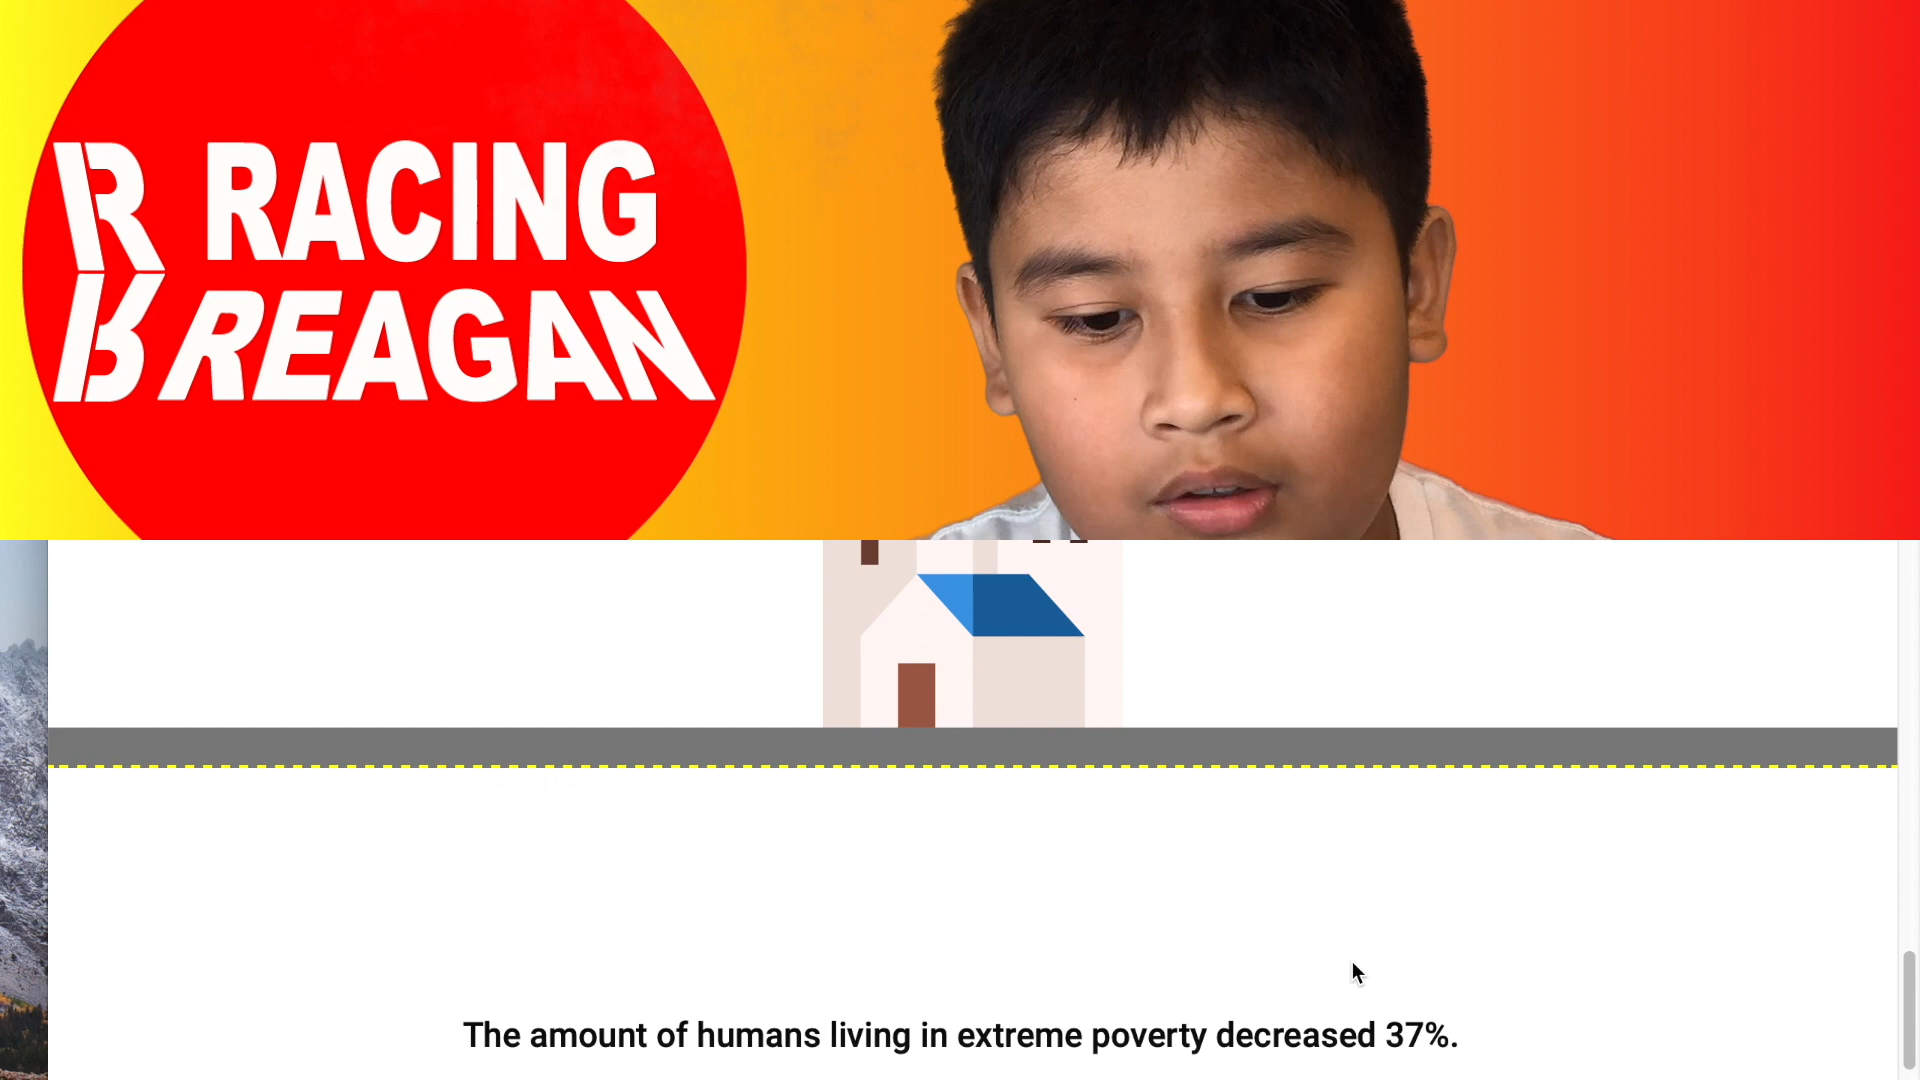 R RACING
R REAGAN
The amount of humans living in extreme poverty decreased 37%.